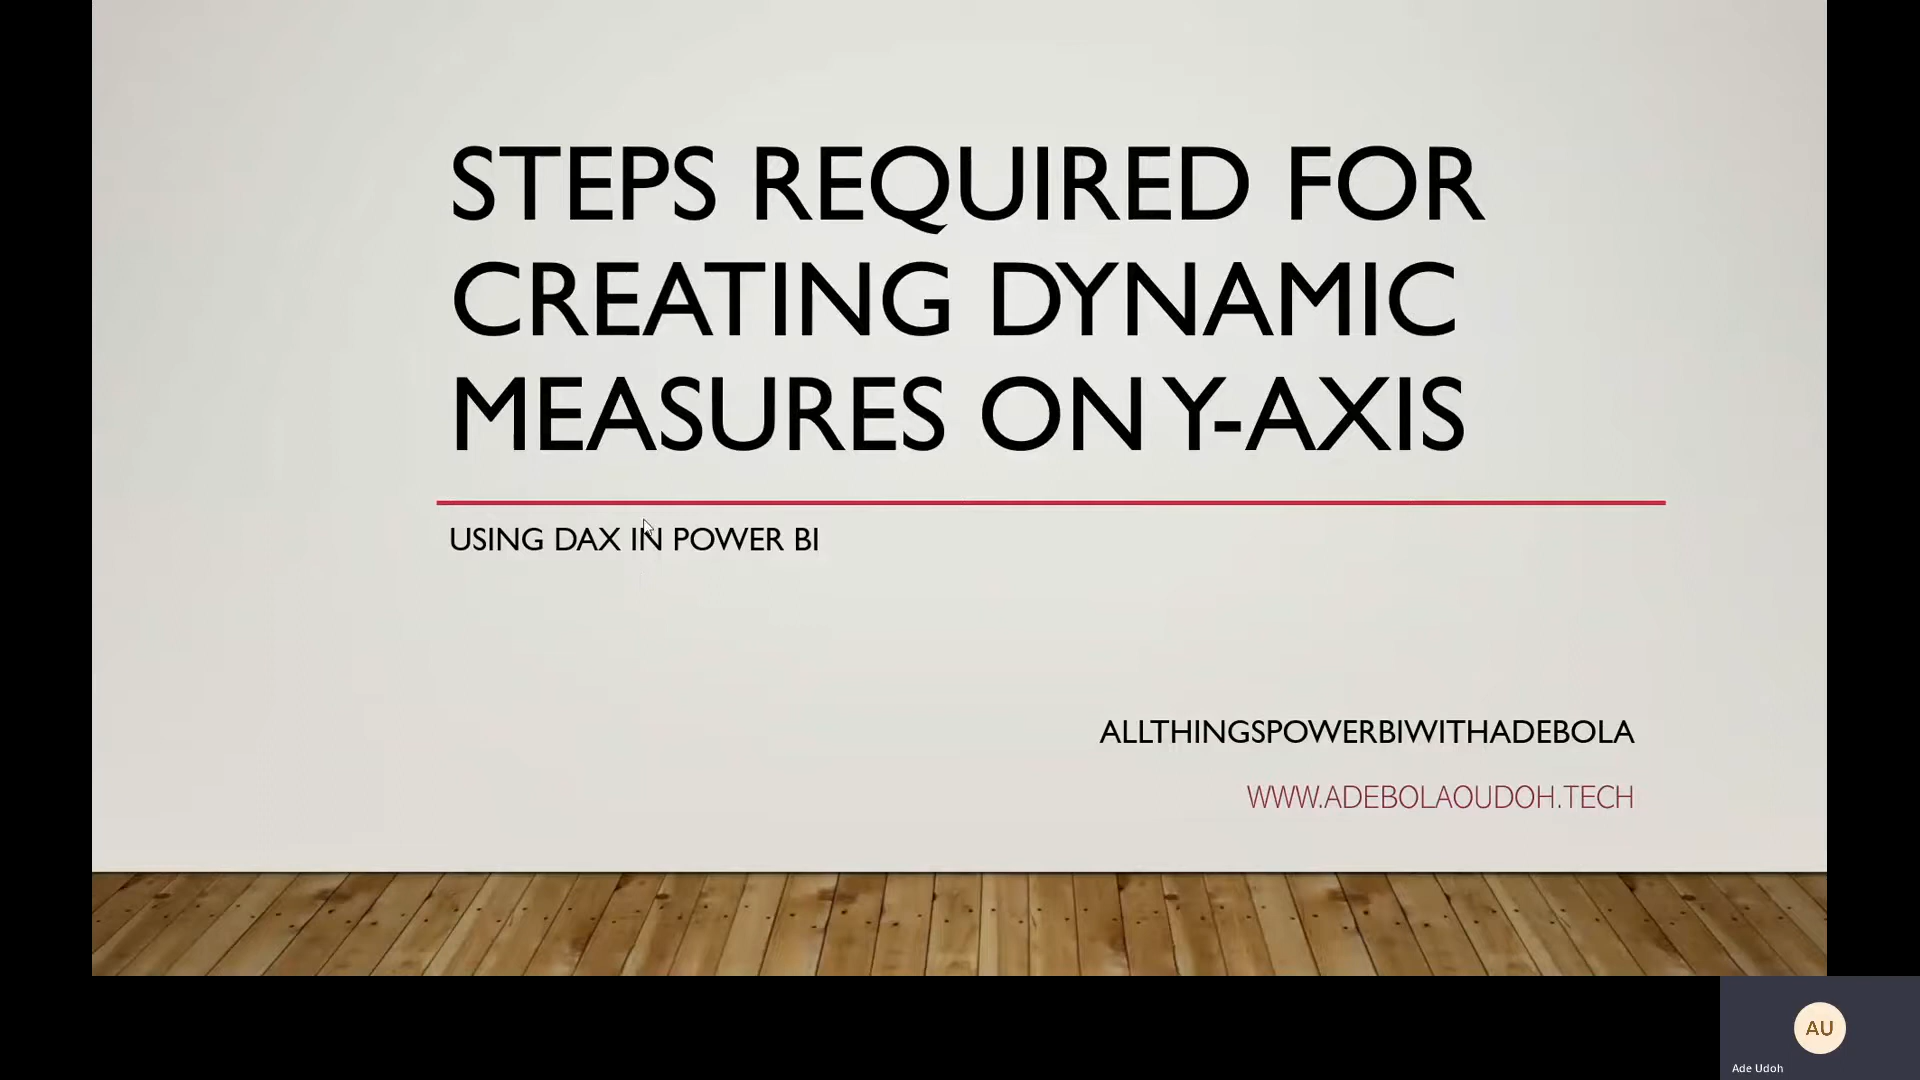 STEPS REQUIRED FOR
CREATING DYNAMIC
MEASURES ON Y-AXIS
USING DAX IN POWER BI
ALLTHINGSPOWERBIWITHADEBOLA
WWW.ADEBOLAOUDOH.TECH
AU
Ade Udoh